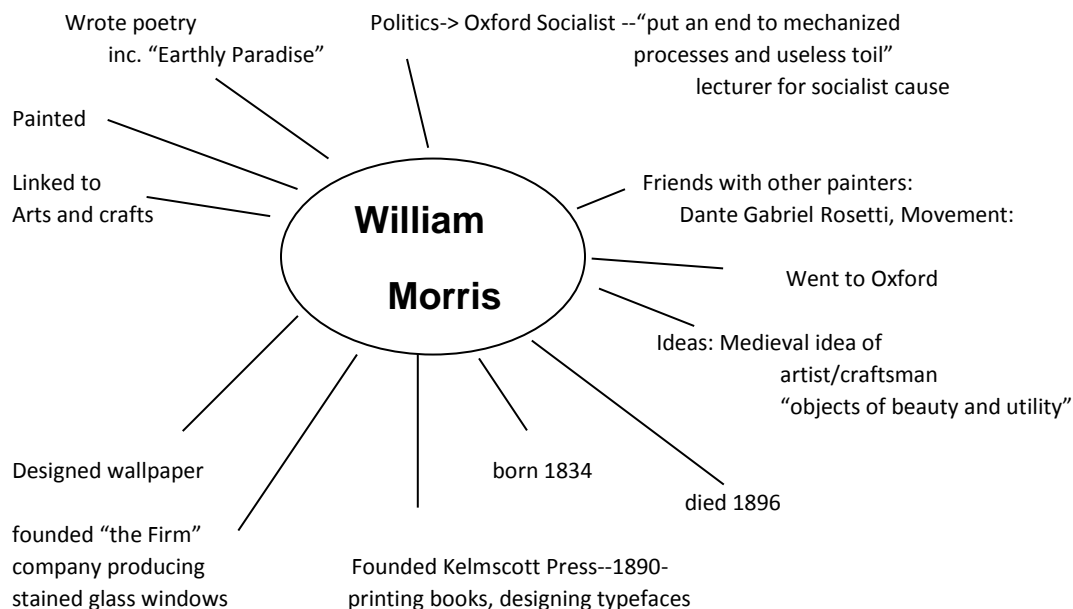 Wrote poetry
inc. “Earthly Paradise”
Politics-> Oxford Socialist --“put an end to mechanized
processes and useless toil”
lecturer for socialist cause
Painted
Linked to
Arts and crafts
William
Morris
Friends with other painters:
Dante Gabriel Rosetti, Movement:
Went to Oxford
Ideas: Medieval idea of
artist/craftsman
“objects of beauty and utility”
Designed wallpaper
born 1834
died 1896
founded “the Firm”
company producing
stained glass windows
Founded Kelmscott Press--1890-
printing books, designing typefaces